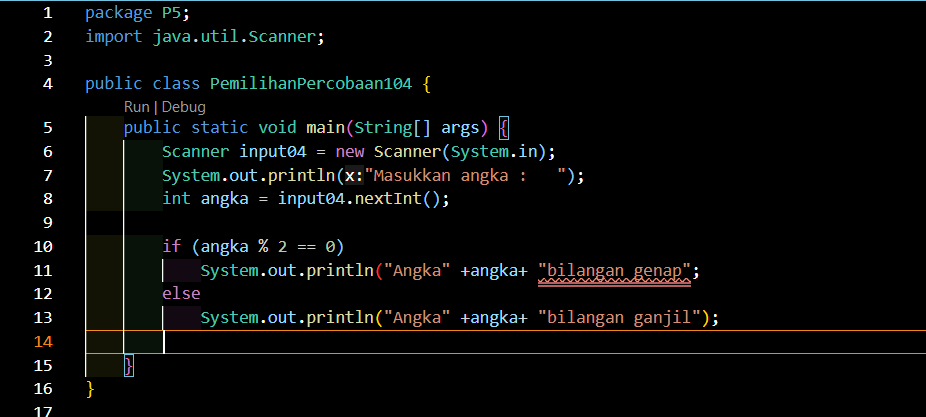 1 package P5;
2 import java.util.Scanner;
3
4 public class PemilihanPercobaan104 {
Run | Debug
5 public static void main(String[] args) {
6 Scanner input04 = new Scanner(System.in);
7 System.out.println(x:"Masukkan angka :   ");
8 int angka = input04.nextInt();
9
10 if (angka % 2 == 0)
11 System.out.println("Angka" +angka+ "bilangan genap";
12 else
13 System.out.println("Angka" +angka+ "bilangan ganjil");
14
15 }
16 }
17